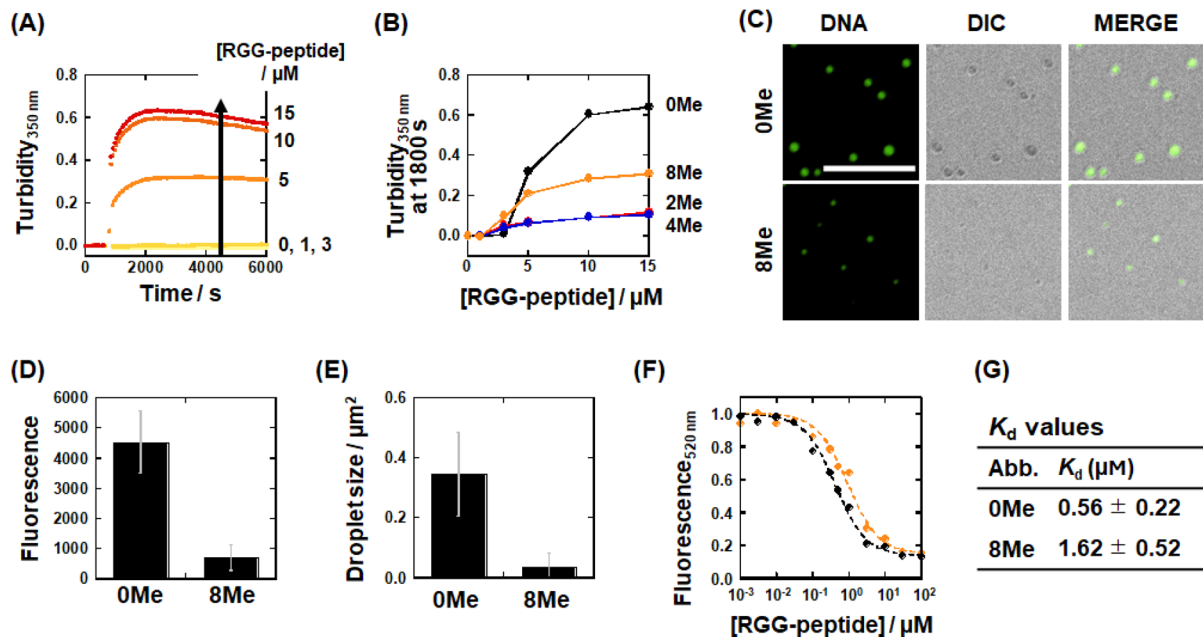 (A)
[RGG-peptide]
/ µM
Turbidity350 nm
0.8
0.6
0.4
0.2
0.0
15
10
5
0, 1, 3
0
2000
4000
6000
Time / s
(B)
Turbidity350 nm
at 1800 s
0.8
0.6
0.4
0.2
0.0
0Me
8Me
2Me
4Me
0
5
10
15
[RGG-peptide] / µM
(C)
DNA
DIC
MERGE
0Me
8Me
(D)
Fluorescence
6000
5000
4000
3000
2000
1000
0
0Me
8Me
(E)
Droplet size / µm²
0.6
0.4
0.2
0.0
0Me
8Me
(F)
Fluorescence520 nm
1.0
0.8
0.6
0.4
0.2
0.0
10⁻³ 10⁻² 10⁻¹ 10⁰ 10¹ 10²
[RGG-peptide] / µM
(G)
Kd values
Abb. Kd (µM)
0Me 0.56 ± 0.22
8Me 1.62 ± 0.52